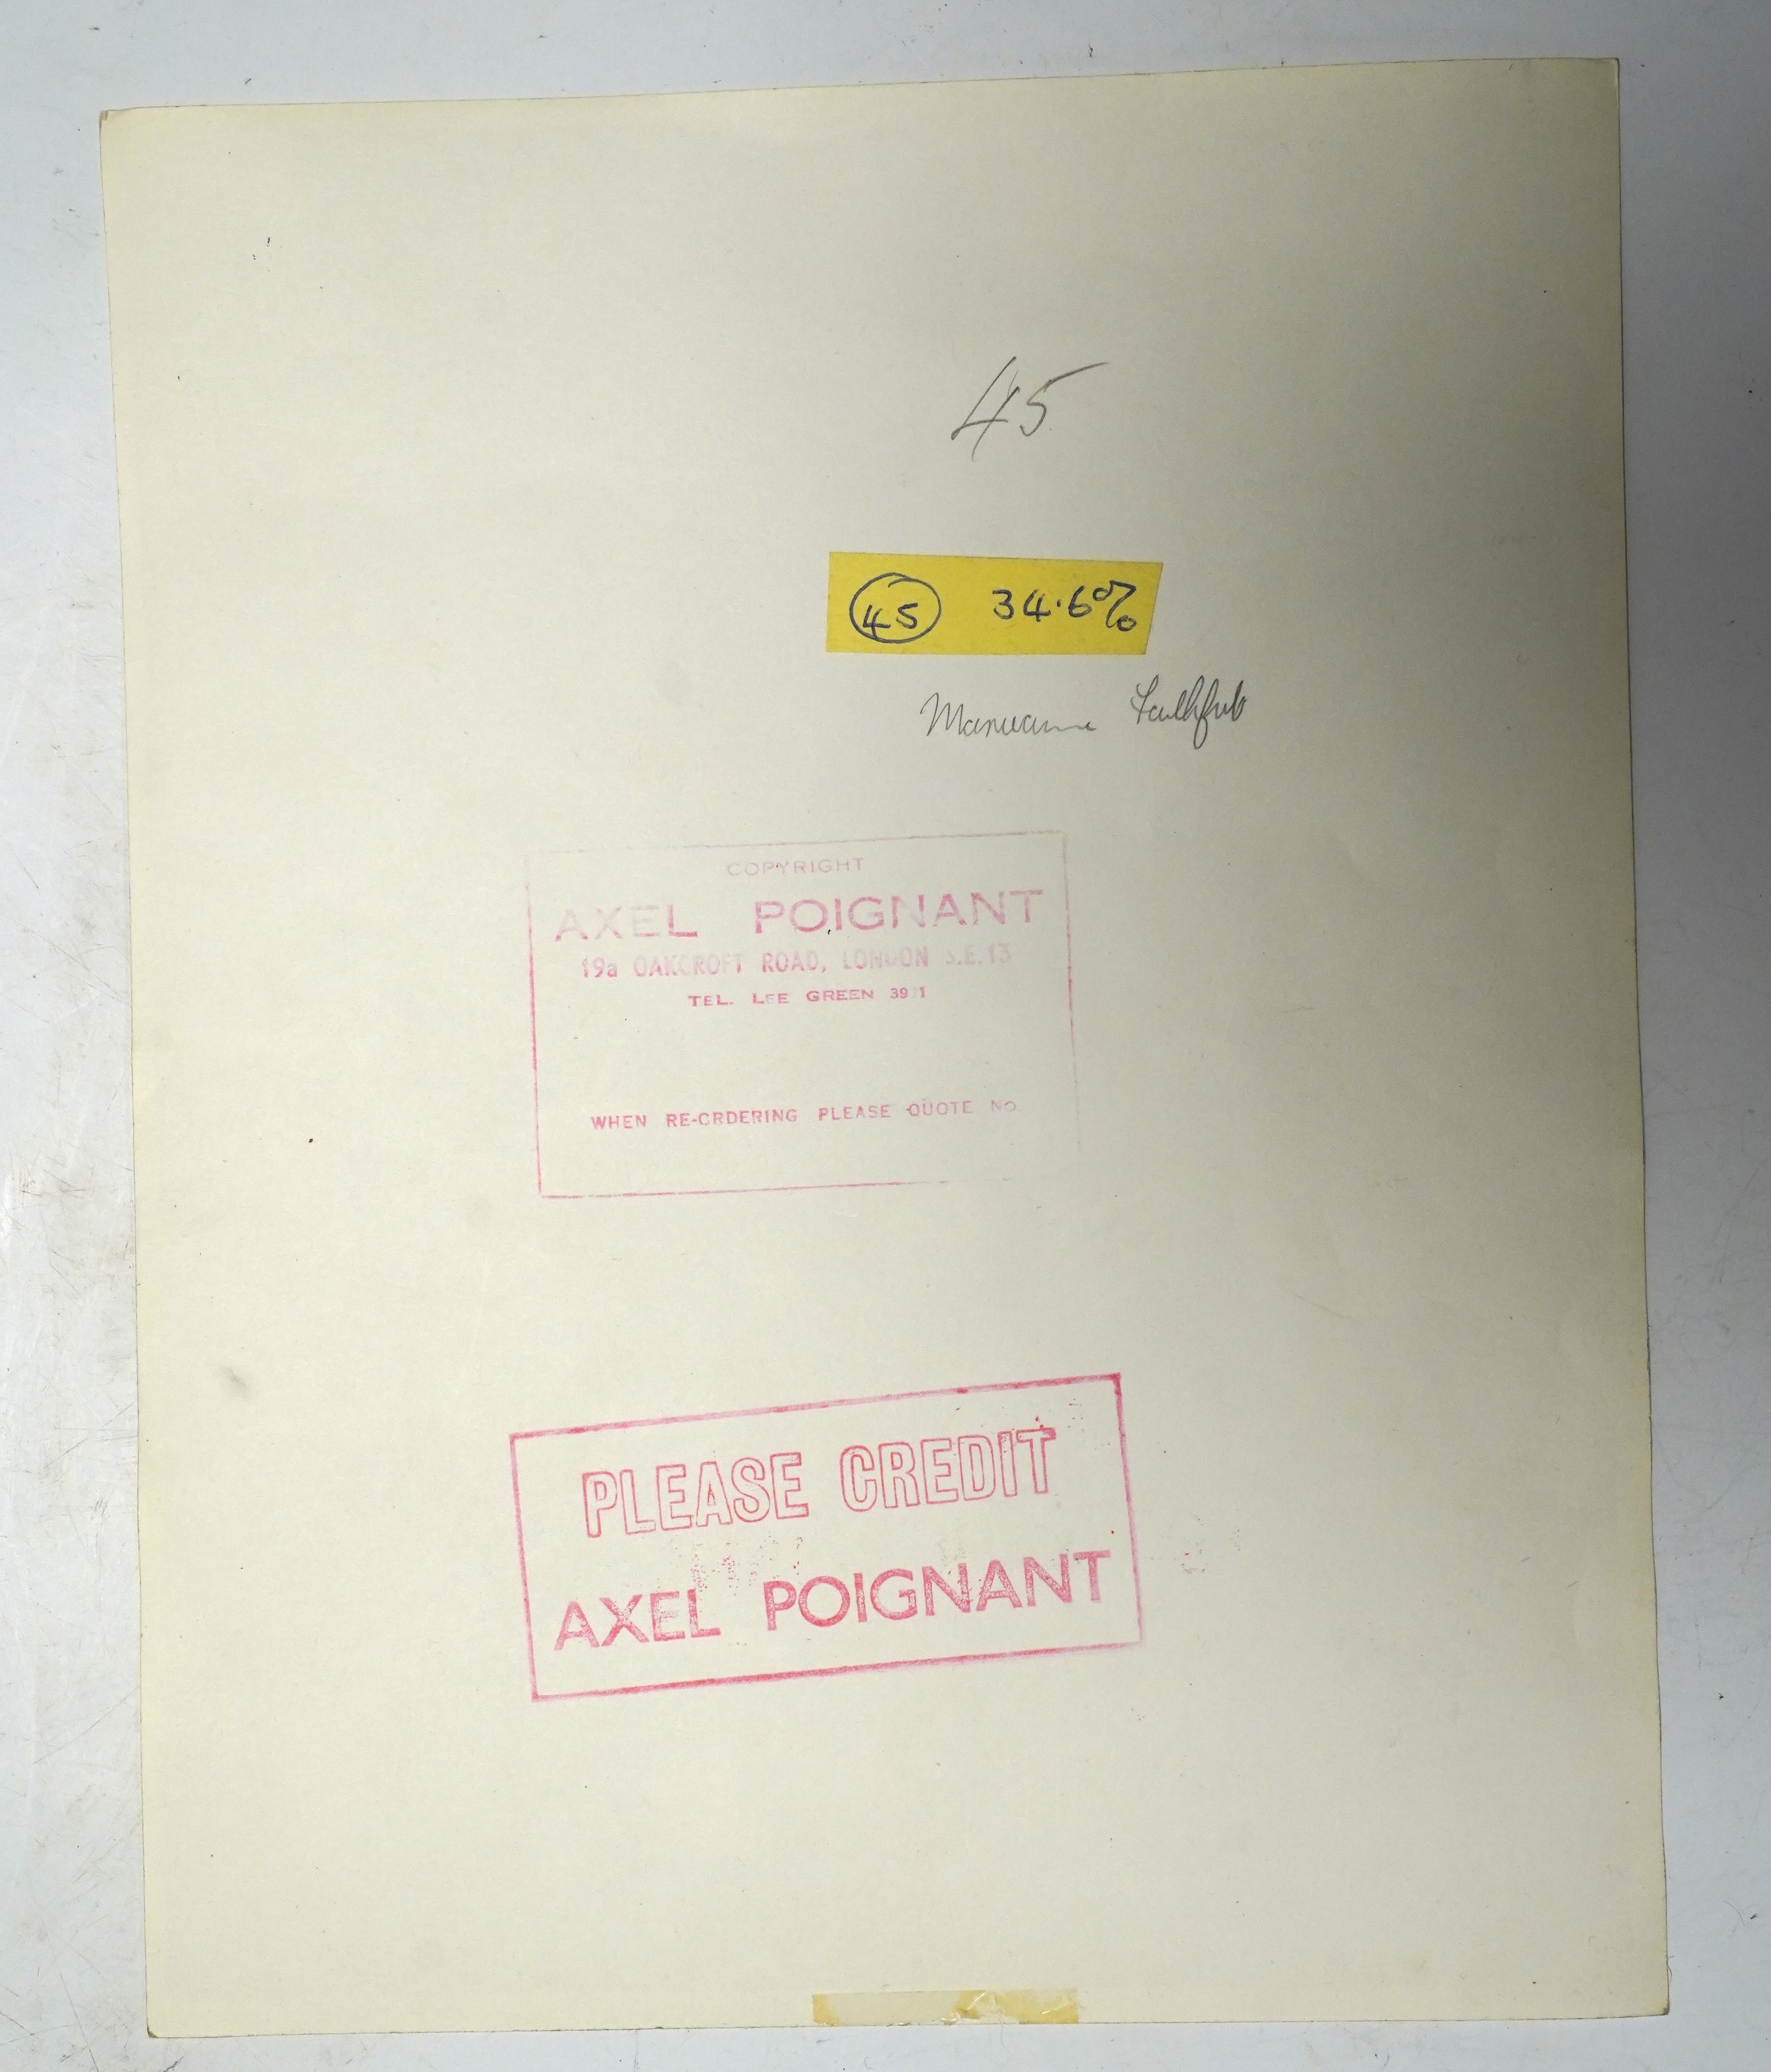 45
45 34.6%
Marianne Faithfull
COPYRIGHT
AXEL POIGNANT
19a OAKCROFT ROAD, LONDON S.E.13
TEL. LEE GREEN
WHEN RE-ORDERING PLEASE QUOTE No
PLEASE CREDIT
AXEL POIGNANT